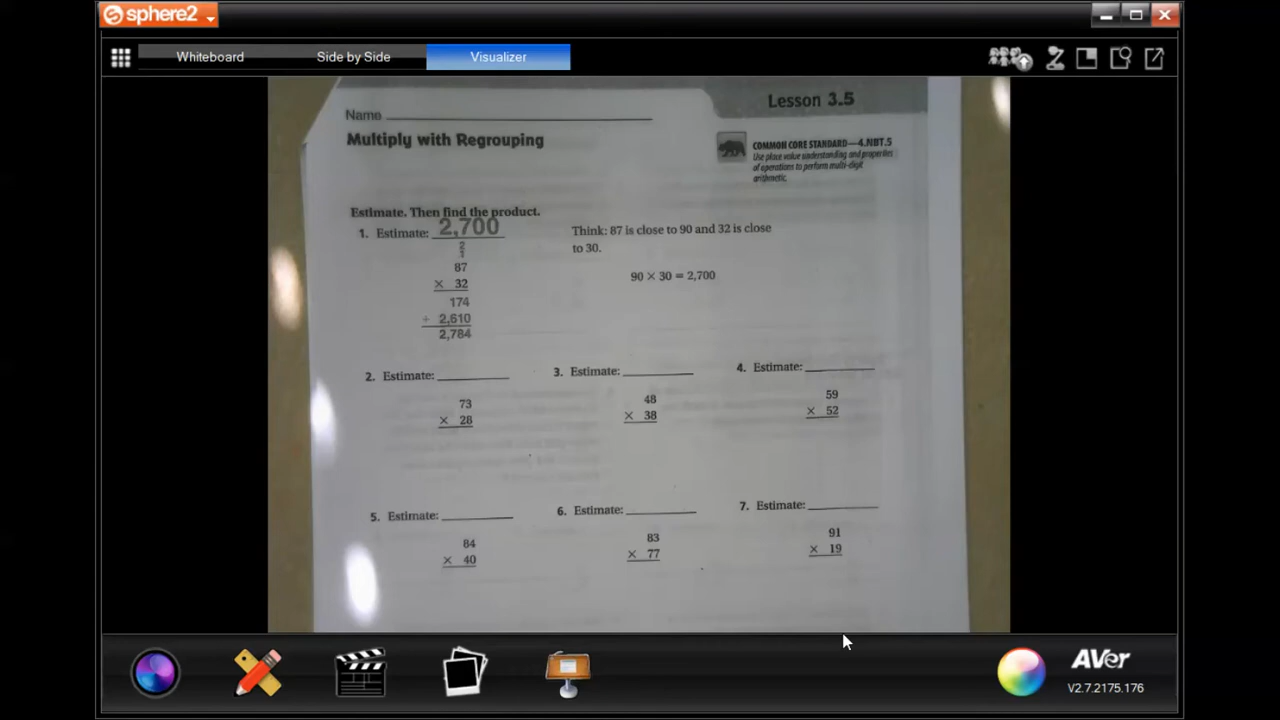 sphere2
Whiteboard
Side by Side
Visualizer
Lesson 3.5
Name
Multiply with Regrouping
COMMON CORE STANDARD—4.NBT.5
Use place value understanding and properties
of operations to perform multi-digit
arithmetic.
Estimate. Then find the product.
1. Estimate: 2,700
2
1
87
× 32
174
+ 2,610
2,784
Think: 87 is close to 90 and 32 is close
to 30.
90 × 30 = 2,700
2. Estimate:
73
× 28
3. Estimate:
48
× 38
4. Estimate:
59
× 52
5. Estimate:
84
× 40
6. Estimate:
83
× 77
7. Estimate:
91
× 19
AVer
V2.7.2175.176